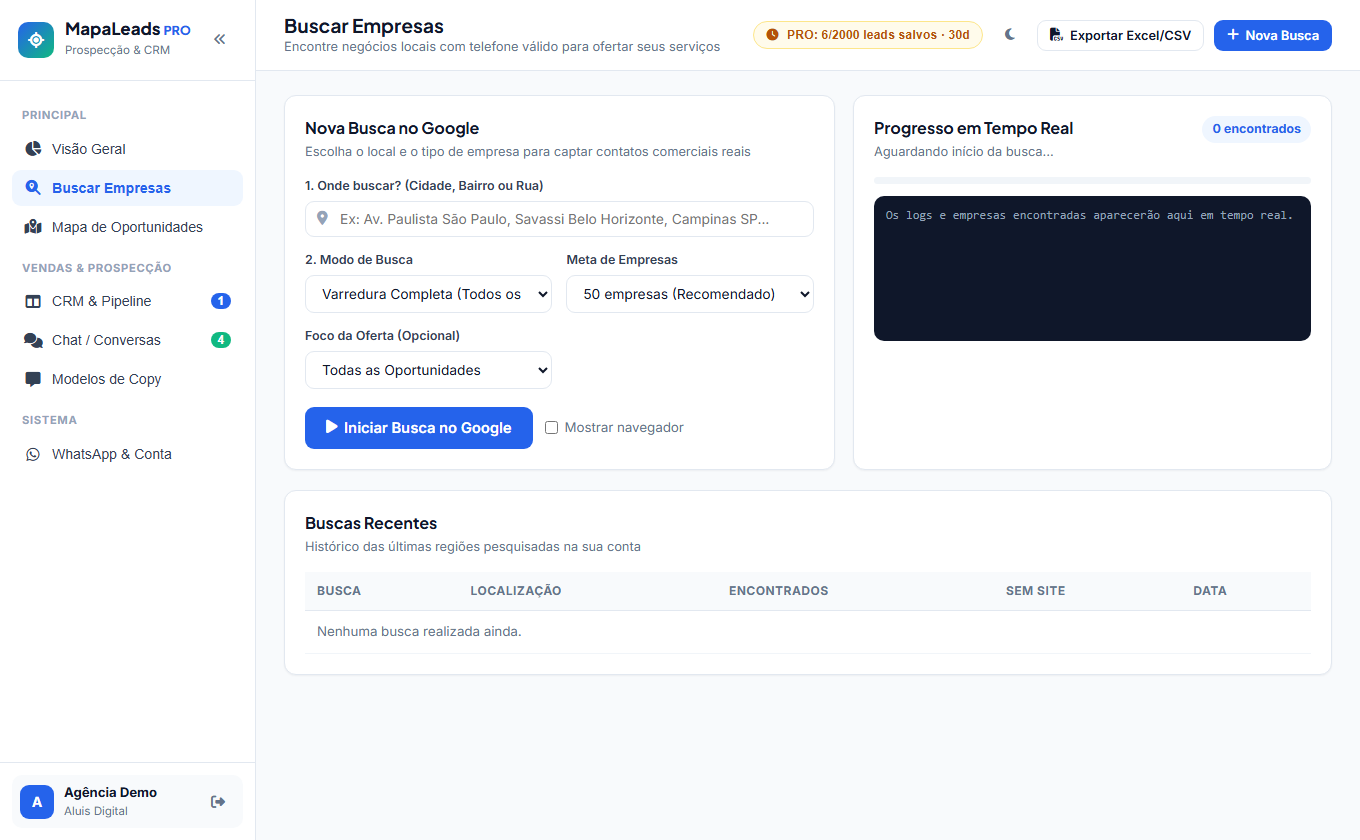 MapaLeads PRO
Prospecção & CRM
PRINCIPAL
Visão Geral
Buscar Empresas
Mapa de Oportunidades
VENDAS & PROSPECÇÃO
CRM & Pipeline 1
Chat / Conversas 4
Modelos de Copy
SISTEMA
WhatsApp & Conta
A
Agência Demo
Aluis Digital
Buscar Empresas
Encontre negócios locais com telefone válido para ofertar seus serviços
PRO: 6/2000 leads salvos · 30d
Exportar Excel/CSV
Nova Busca
Nova Busca no Google
Escolha o local e o tipo de empresa para captar contatos comerciais reais
1. Onde buscar? (Cidade, Bairro ou Rua)
Ex: Av. Paulista São Paulo, Savassi Belo Horizonte, Campinas SP...
2. Modo de Busca
Varredura Completa (Todos os
Meta de Empresas
50 empresas (Recomendado)
Foco da Oferta (Opcional)
Todas as Oportunidades
Iniciar Busca no Google
Mostrar navegador
Progresso em Tempo Real
0 encontrados
Aguardando início da busca...
Os logs e empresas encontradas aparecerão aqui em tempo real.
Buscas Recentes
Histórico das últimas regiões pesquisadas na sua conta
BUSCA LOCALIZAÇÃO ENCONTRADOS SEM SITE DATA
Nenhuma busca realizada ainda.